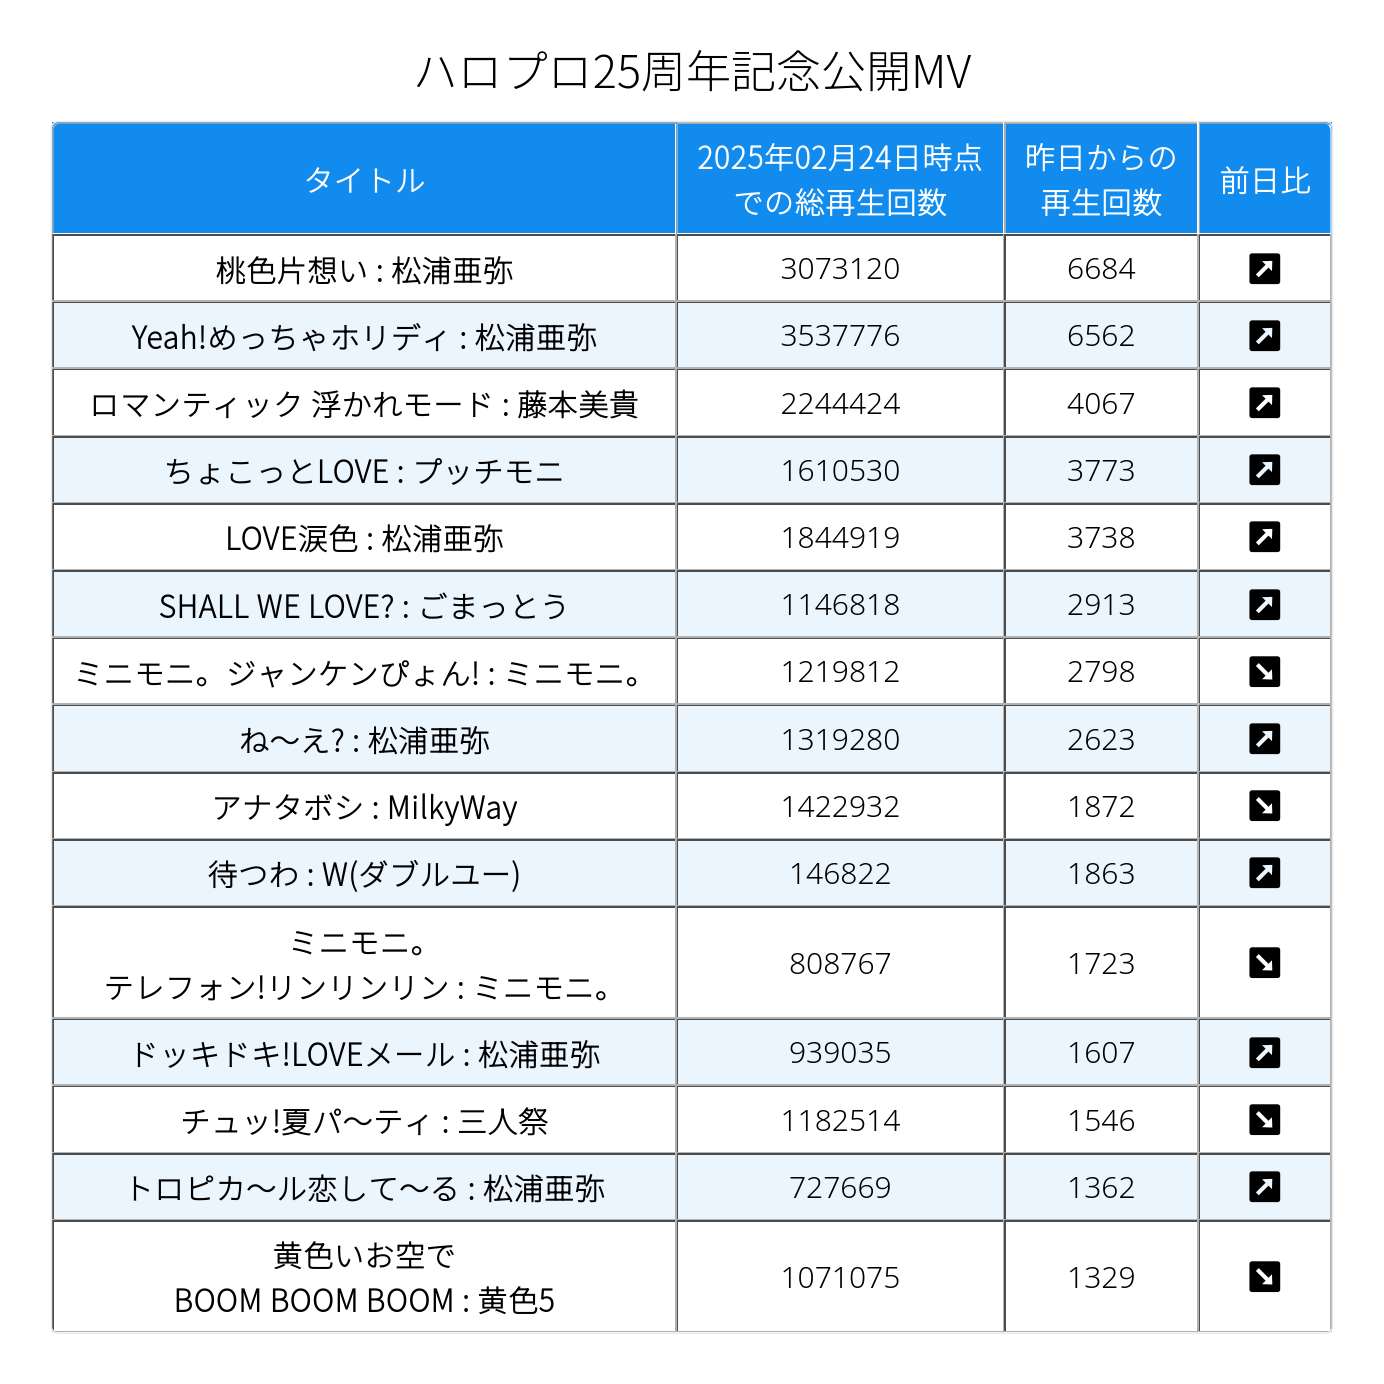 ハロプロ25周年記念公開MV
タイトル
2025年02月24日時点
での総再生回数
昨日からの
再生回数
前日比
桃色片想い : 松浦亜弥 3073120 6684
Yeah!めっちゃホリディ : 松浦亜弥 3537776 6562
ロマンティック 浮かれモード : 藤本美貴 2244424 4067
ちょこっとLOVE : プッチモニ 1610530 3773
LOVE涙色 : 松浦亜弥 1844919 3738
SHALL WE LOVE? : ごまっとう 1146818 2913
ミニモニ。ジャンケンぴょん! : ミニモニ。 1219812 2798
ね〜え? : 松浦亜弥 1319280 2623
アナタボシ : MilkyWay 1422932 1872
待つわ : W(ダブルユー) 146822 1863
ミニモニ。
テレフォン!リンリンリン : ミニモニ。 808767 1723
ドッキドキ!LOVEメール : 松浦亜弥 939035 1607
チュッ!夏パ〜ティ : 三人祭 1182514 1546
トロピカ〜ル恋して〜る : 松浦亜弥 727669 1362
黄色いお空で
BOOM BOOM BOOM : 黄色5 1071075 1329